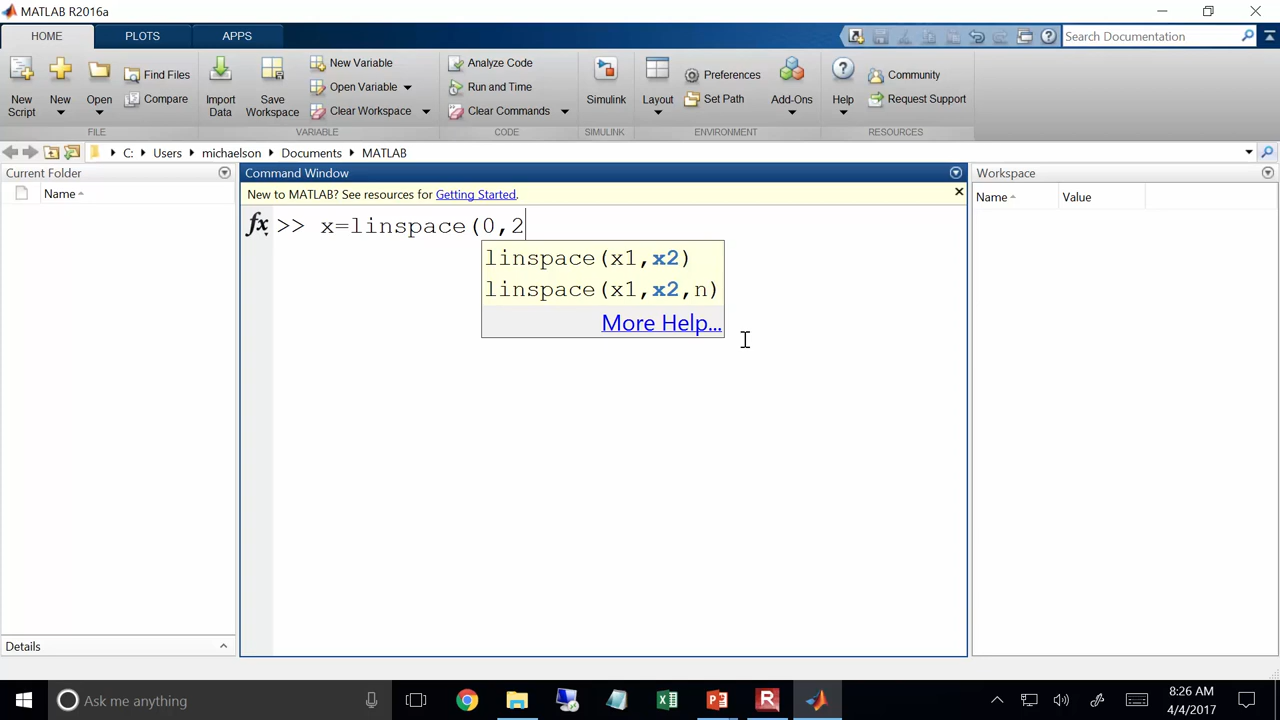 MATLAB R2016a
HOME PLOTS APPS Search Documentation
New Script
New
Open
Find Files
Compare
FILE
Import Data
Save Workspace
New Variable
Open Variable
Clear Workspace
VARIABLE
Analyze Code
Run and Time
Clear Commands
CODE
Simulink
SIMULINK
Layout
Preferences
Set Path
Add-Ons
ENVIRONMENT
Help
Community
Request Support
RESOURCES
C: Users michaelson Documents MATLAB
Current Folder
Name
Details
Command Window
New to MATLAB? See resources for Getting Started.
fx >> x=linspace(0,2
linspace(x1,x2)
linspace(x1,x2,n)
More Help...
Workspace
Name Value
Ask me anything
8:26 AM
4/4/2017